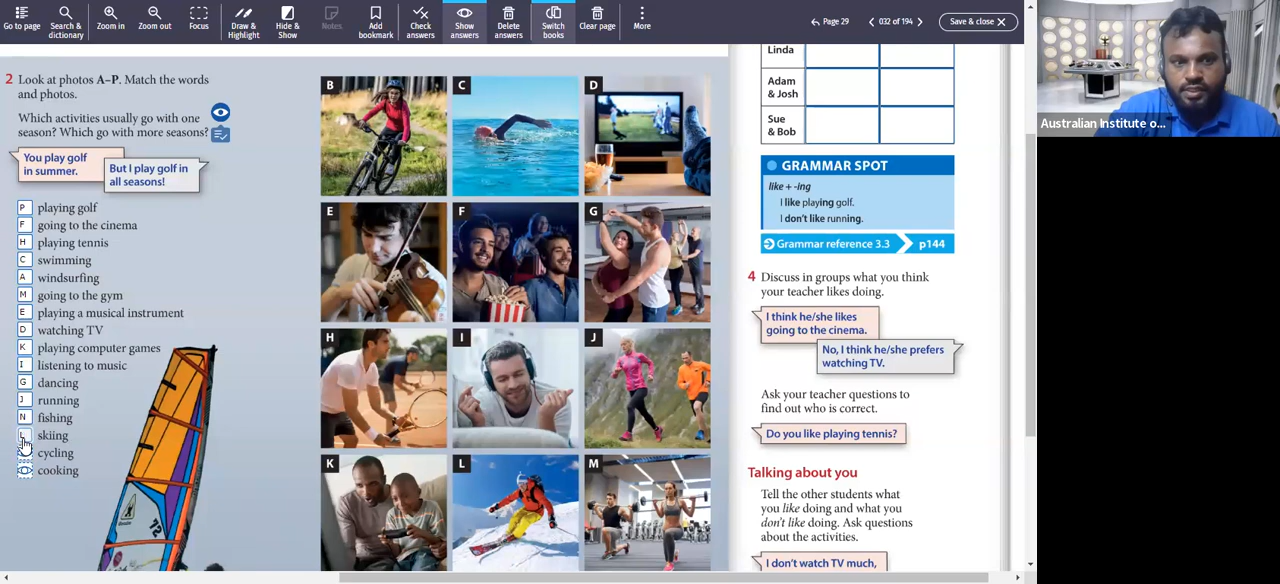 Go to page
Search & dictionary
Zoom in
Zoom out
Focus
Draw & Highlight
Hide & Show
Notes
Add bookmark
Check answers
Show answers
Delete answers
Switch books
Clear page
More
Page 29
032 of 194
Save & close
2 Look at photos A–P. Match the words
and photos.
Which activities usually go with one
season? Which go with more seasons?
You play golf
in summer.
But I play golf in
all seasons!
P playing golf
F going to the cinema
H playing tennis
C swimming
A windsurfing
M going to the gym
E playing a musical instrument
D watching TV
K playing computer games
I listening to music
G dancing
J running
N fishing
skiing
cycling
cooking
B
C
D
E
F
G
H
I
J
K
L
M
Linda
Adam
& Josh
Sue
& Bob
GRAMMAR SPOT
like + -ing
I like playing golf.
I don't like running.
Grammar reference 3.3 p144
4 Discuss in groups what you think
your teacher likes doing.
I think he/she likes
going to the cinema.
No, I think he/she prefers
watching TV.
Ask your teacher questions to
find out who is correct.
Do you like playing tennis?
Talking about you
Tell the other students what
you like doing and what you
don't like doing. Ask questions
about the activities.
I don't watch TV much,
Australian Institute o...